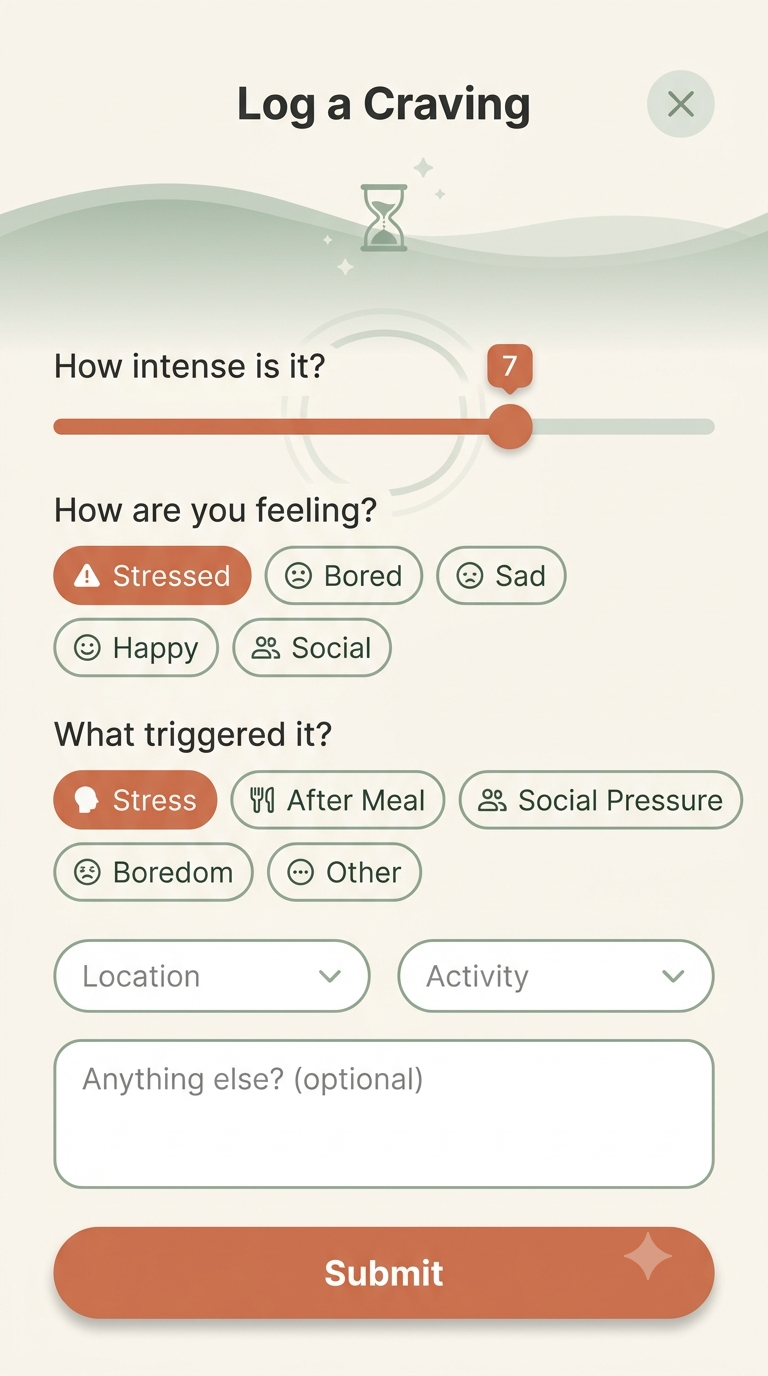 Log a Craving
How intense is it?
7
How are you feeling?
Stressed
Bored
Sad
Happy
Social
What triggered it?
Stress
After Meal
Social Pressure
Boredom
Other
Location
Activity
Anything else? (optional)
Submit